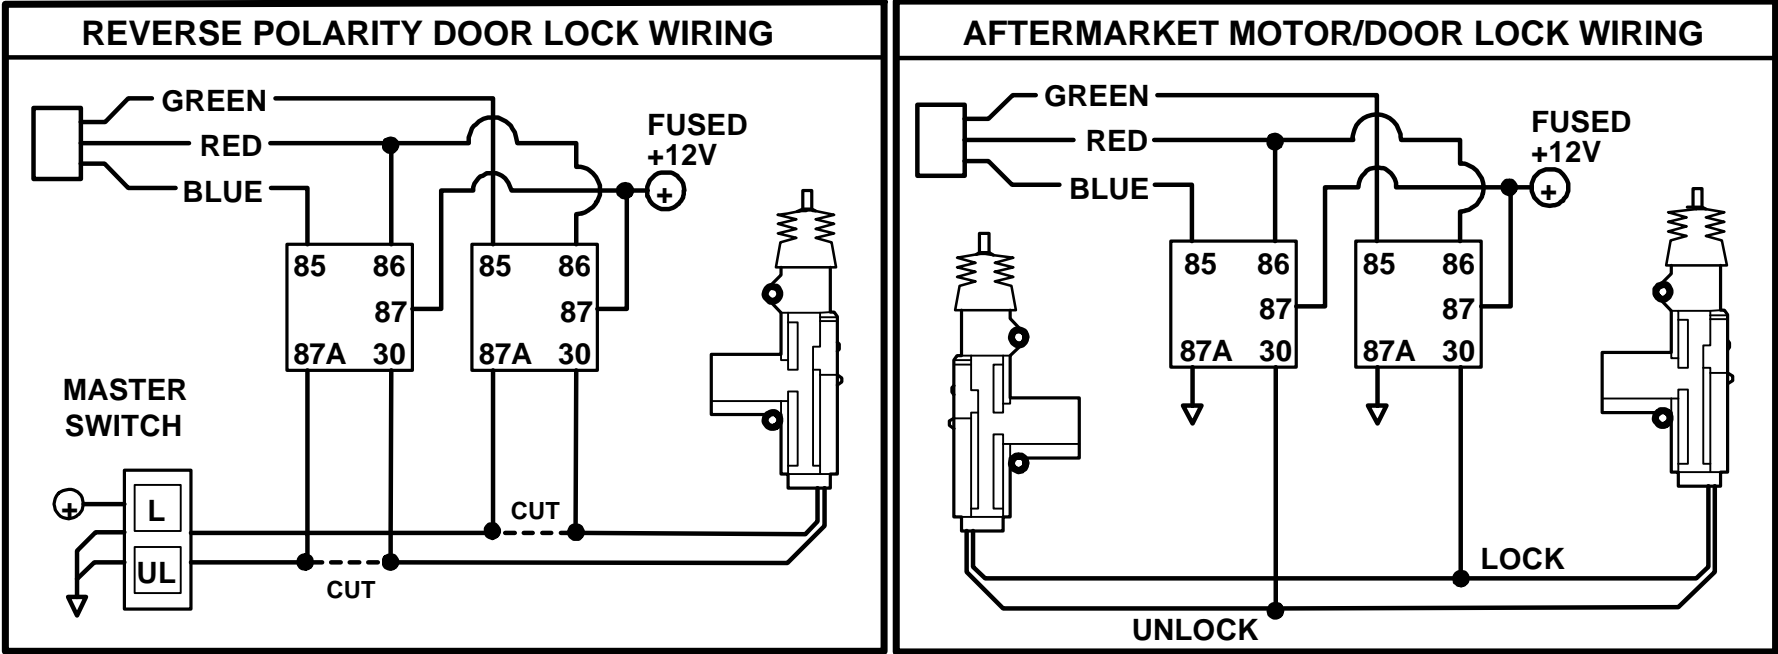 REVERSE POLARITY DOOR LOCK WIRING
GREEN
RED
BLUE
FUSED
+12V
+
85 86
87
87A 30
85 86
87
87A 30
MASTER
SWITCH
+
L
UL
CUT
CUT
AFTERMARKET MOTOR/DOOR LOCK WIRING
GREEN
RED
BLUE
FUSED
+12V
+
85 86
87
87A 30
85 86
87
87A 30
LOCK
UNLOCK